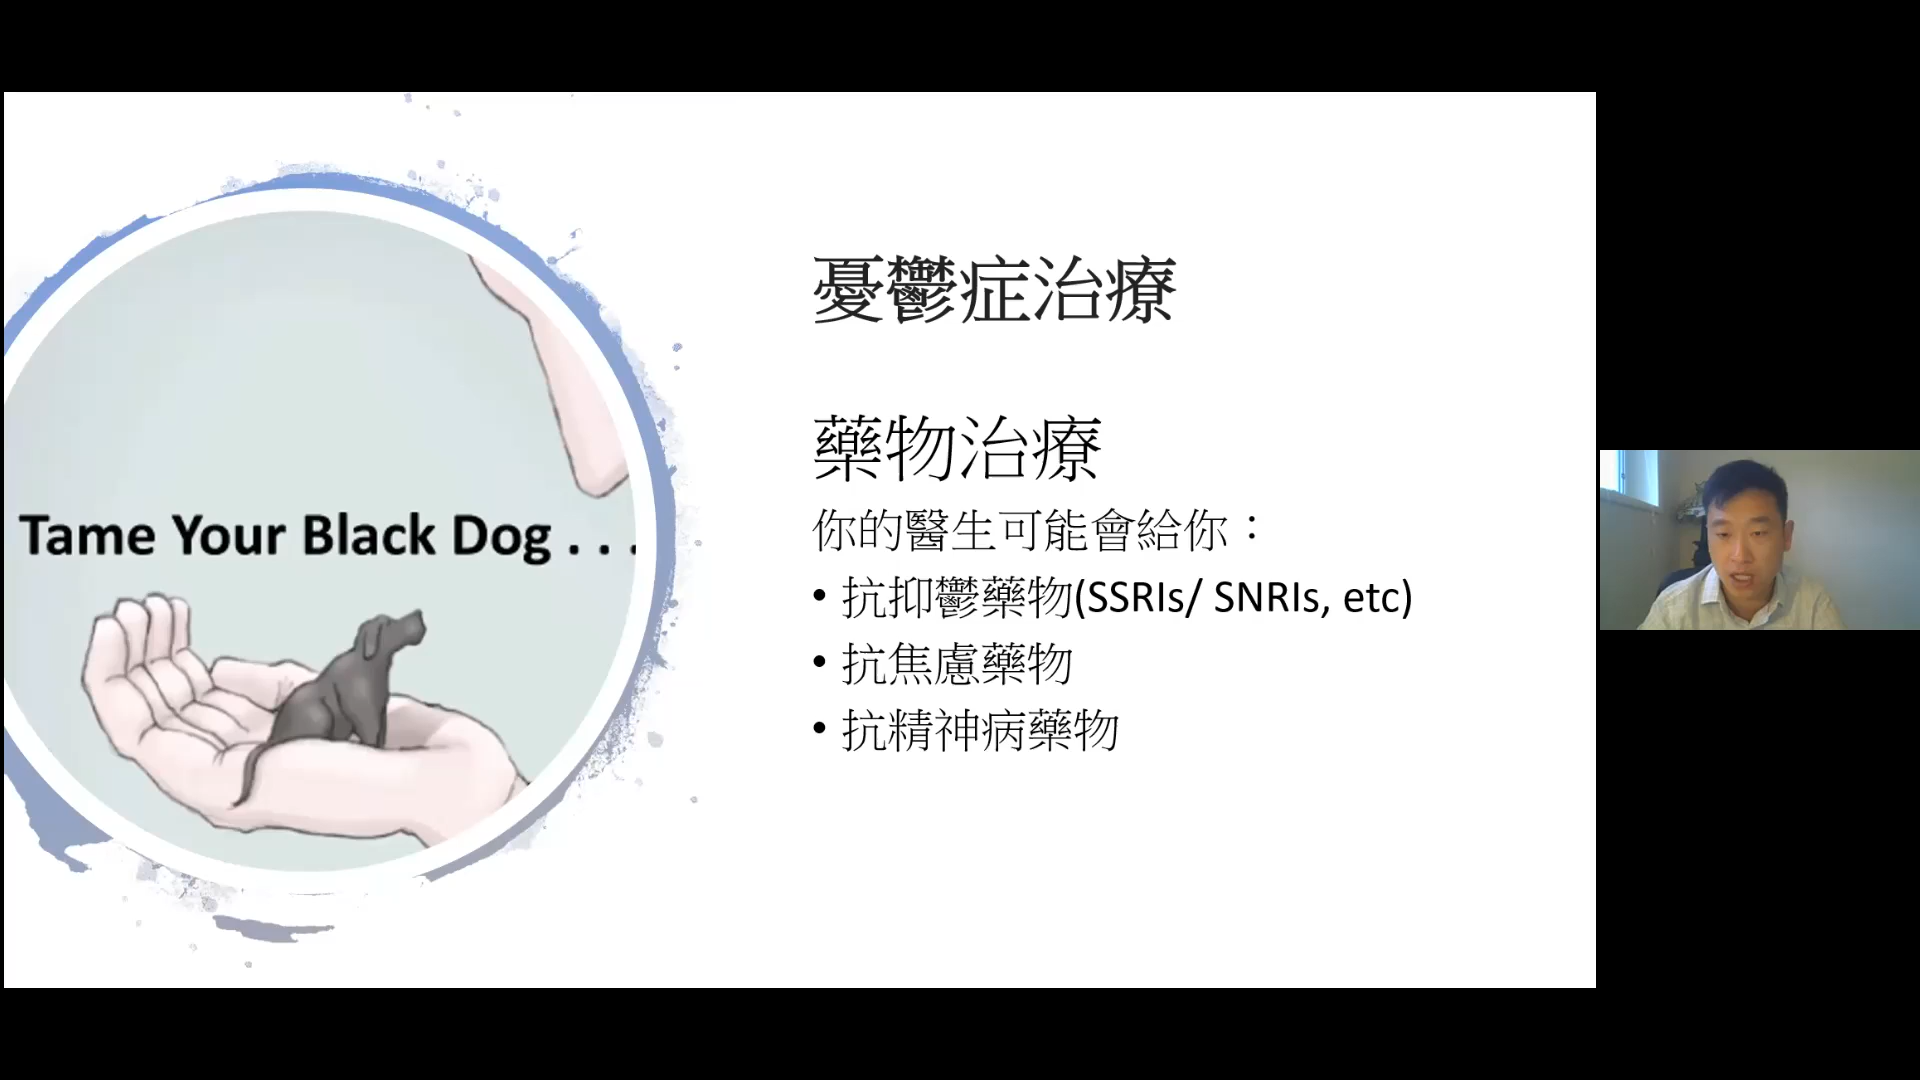 憂鬱症治療
藥物治療
你的醫生可能會給你：
• 抗抑鬱藥物(SSRIs/ SNRIs, etc)
• 抗焦慮藥物
• 抗精神病藥物
Tame Your Black Dog . . .